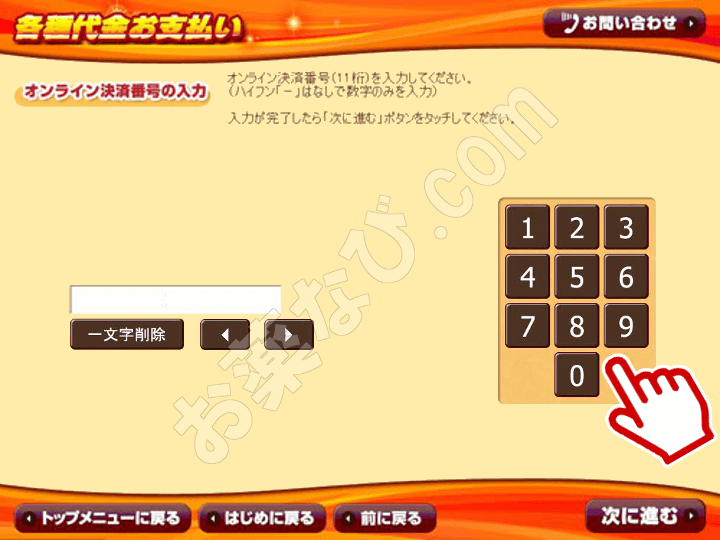 各種代金お支払い
お問い合わせ
オンライン決済番号の入力
オンライン決済番号(11桁)を入力してください。
(ハイフン「－」はなしで数字のみを入力)
入力が完了したら「次に進む」ボタンをタッチしてください。
1 2 3
4 5 6
7 8 9
0
一文字削除
お薬なび.com
トップメニューに戻る
はじめに戻る
前に戻る
次に進む